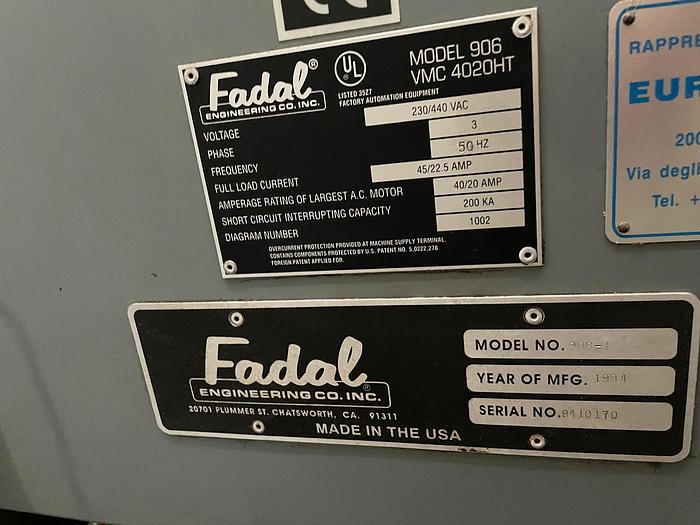 Fadal®
ENGINEERING CO. INC.
UL
LISTED 3527
FACTORY AUTOMATION EQUIPMENT
MODEL 906
VMC 4020HT
VOLTAGE 230/440 VAC
PHASE 3
FREQUENCY 50 HZ
FULL LOAD CURRENT 45/22.5 AMP
AMPERAGE RATING OF LARGEST A.C. MOTOR 40/20 AMP
SHORT CIRCUIT INTERRUPTING CAPACITY 200 KA
DIAGRAM NUMBER 1002
OVERCURRENT PROTECTION PROVIDED AT MACHINE SUPPLY TERMINAL.
CONTAINS COMPONENTS PROTECTED BY U.S. PATENT NO. 5,0222,278
FOREIGN PATENT APPLIED FOR.
RAPPRE
EUR
200
Via degli
Tel. +
Fadal®
ENGINEERING CO. INC.
20701 PLUMMER ST. CHATSWORTH, CA. 91311
MADE IN THE USA
MODEL NO.
YEAR OF MFG. 1994
SERIAL NO. 9410170